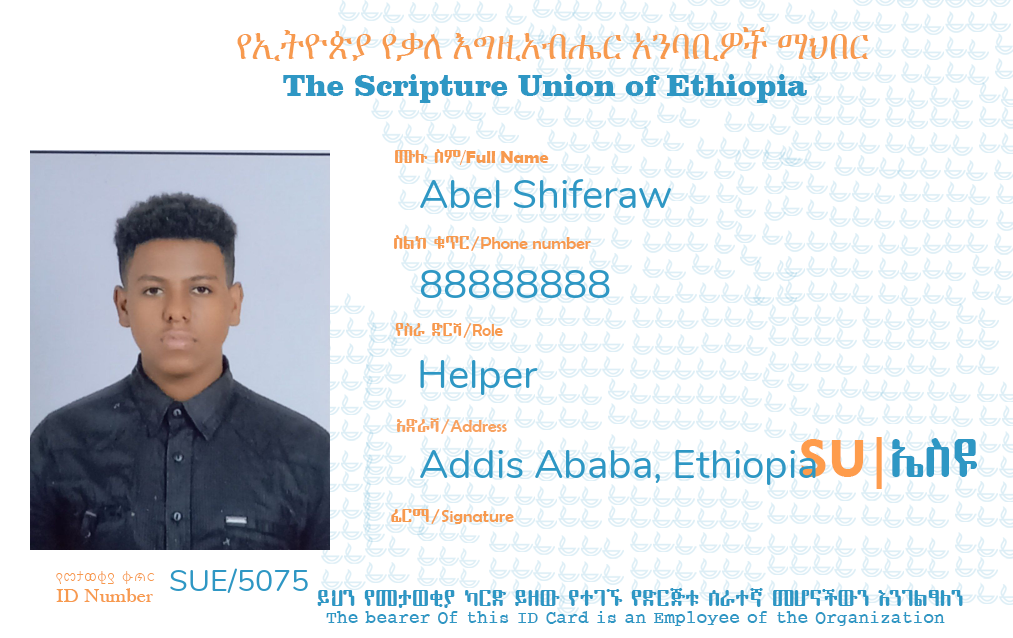 የኢትዮጵያ የቃለ እግዚአብሔር አንባቢዎች ማህበር
The Scripture Union of Ethiopia
ሙሉ ስም/Full Name
Abel Shiferaw
ስልክ ቁጥር/Phone number
88888888
የስራ ድርሻ/Role
Helper
አድራሻ/Address
Addis Ababa, Ethiopia
SU|ኤስዩ
ፊርማ/Signature
የመታወቂያ ቁጥር
ID Number
SUE/5075
ይህን የመታወቂያ ካርድ ይዘው የተገኙ የድርጅቱ ሰራተኛ መሆናቸውን እንገልፃለን
The bearer Of this ID Card is an Employee of the Organization